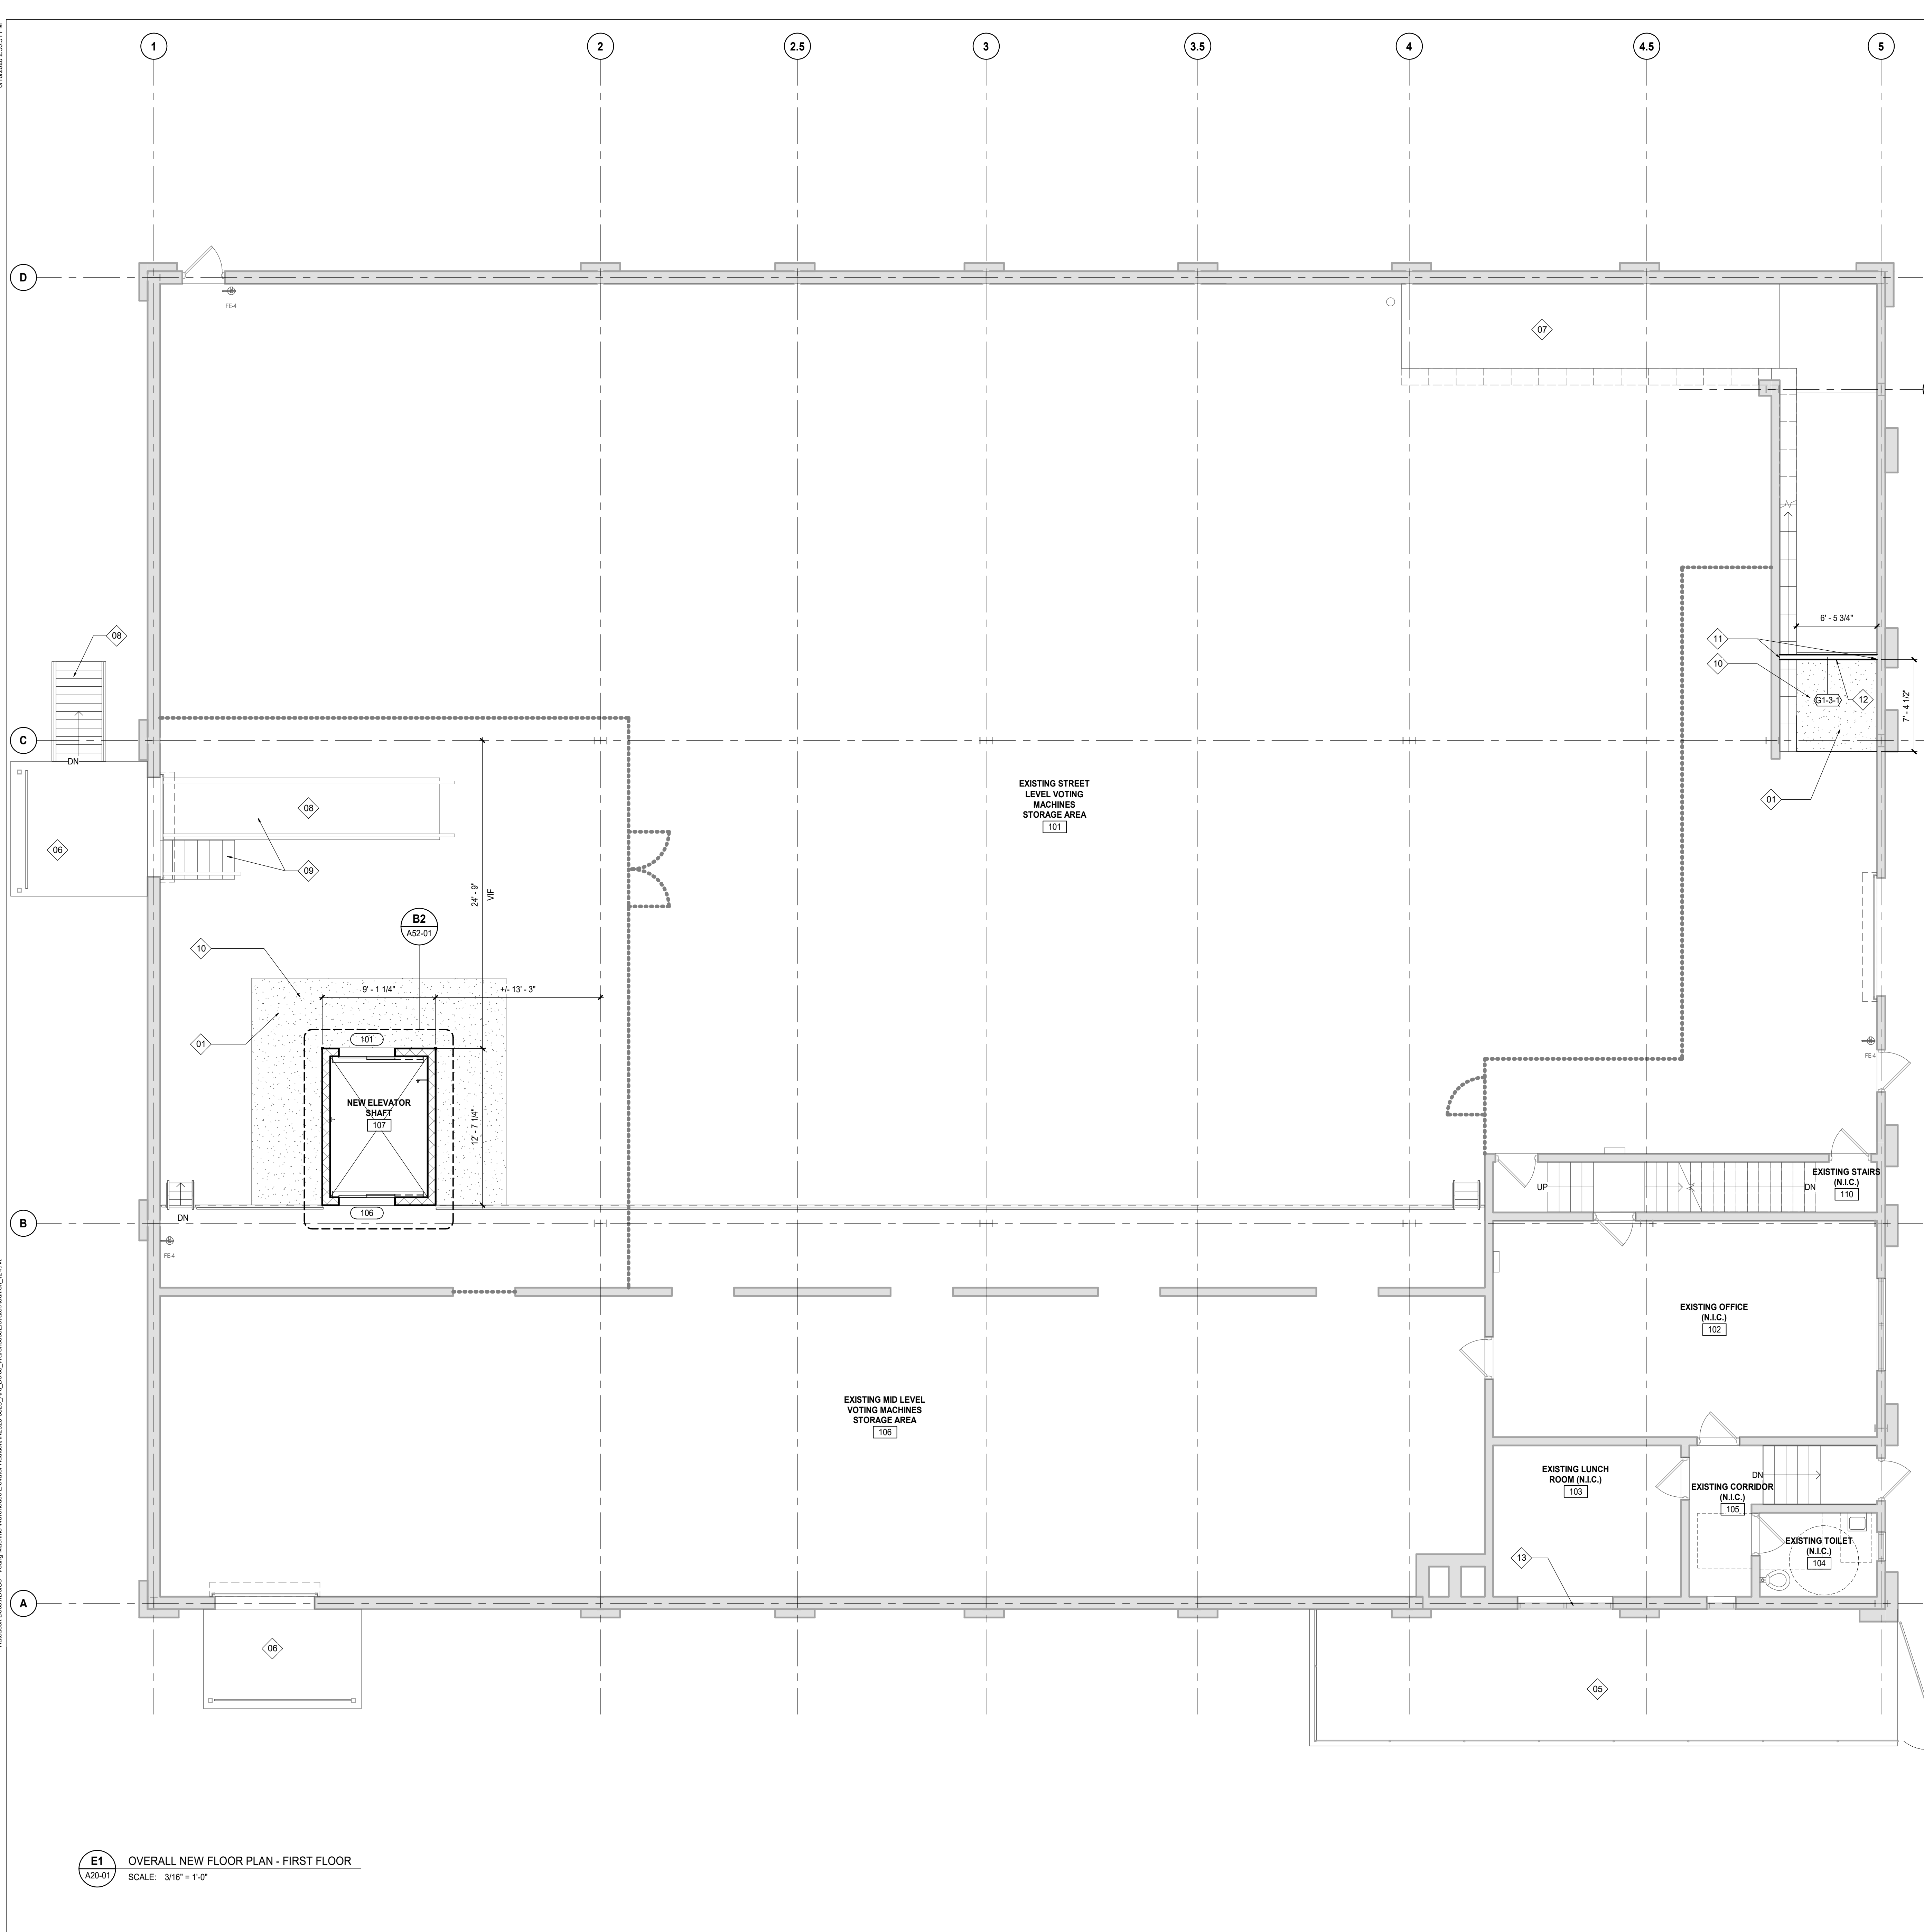 1
2
2.5
3
3.5
4
4.5
5
D
FE-4
07
08
6' - 5 3/4"
11
10
G1-3-1
12
7' - 4 1/2"
C
DN
EXISTING STREET
LEVEL VOTING
MACHINES
STORAGE AREA
101
01
08
06
09
24' - 9"
VIF
B2
A52-01
10
9' - 1 1/4"
+/- 13' - 3"
01
101
FE-4
NEW ELEVATOR
SHAFT
107
12' - 7 1/4"
EXISTING STAIRS
(N.I.C.)
110
UP
DN
106
DN
B
FE-4
EXISTING OFFICE
(N.I.C.)
102
EXISTING MID LEVEL
VOTING MACHINES
STORAGE AREA
106
EXISTING LUNCH
ROOM (N.I.C.)
103
DN
EXISTING CORRIDOR
(N.I.C.)
105
EXISTING TOILET
(N.I.C.)
104
13
A
06
05
E1
A20-01
OVERALL NEW FLOOR PLAN - FIRST FLOOR
SCALE: 3/16" = 1'-0"